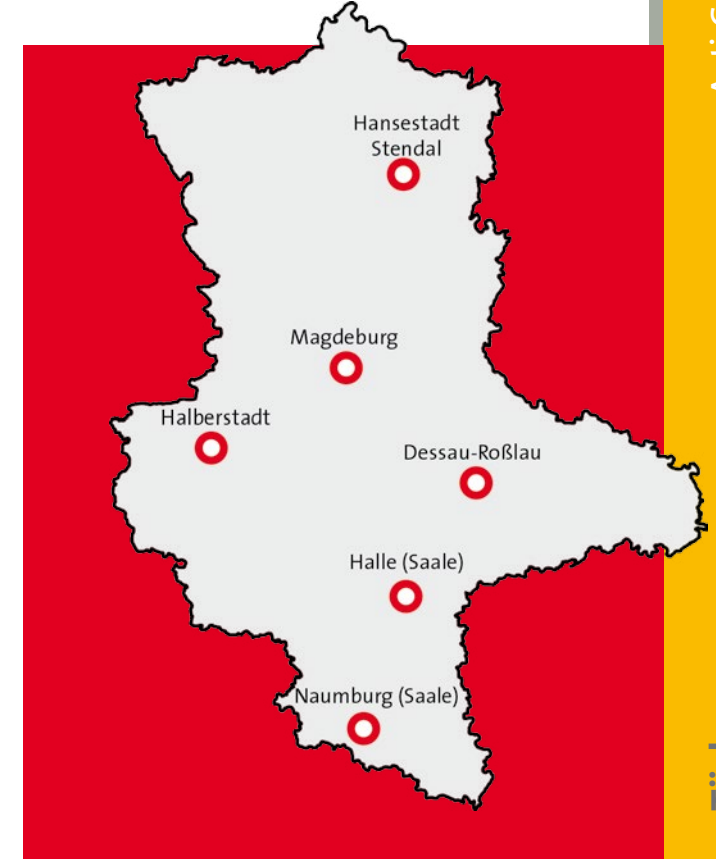 Hansestadt
Stendal
Magdeburg
Halberstadt
Dessau-Roßlau
Halle (Saale)
Naumburg (Saale)